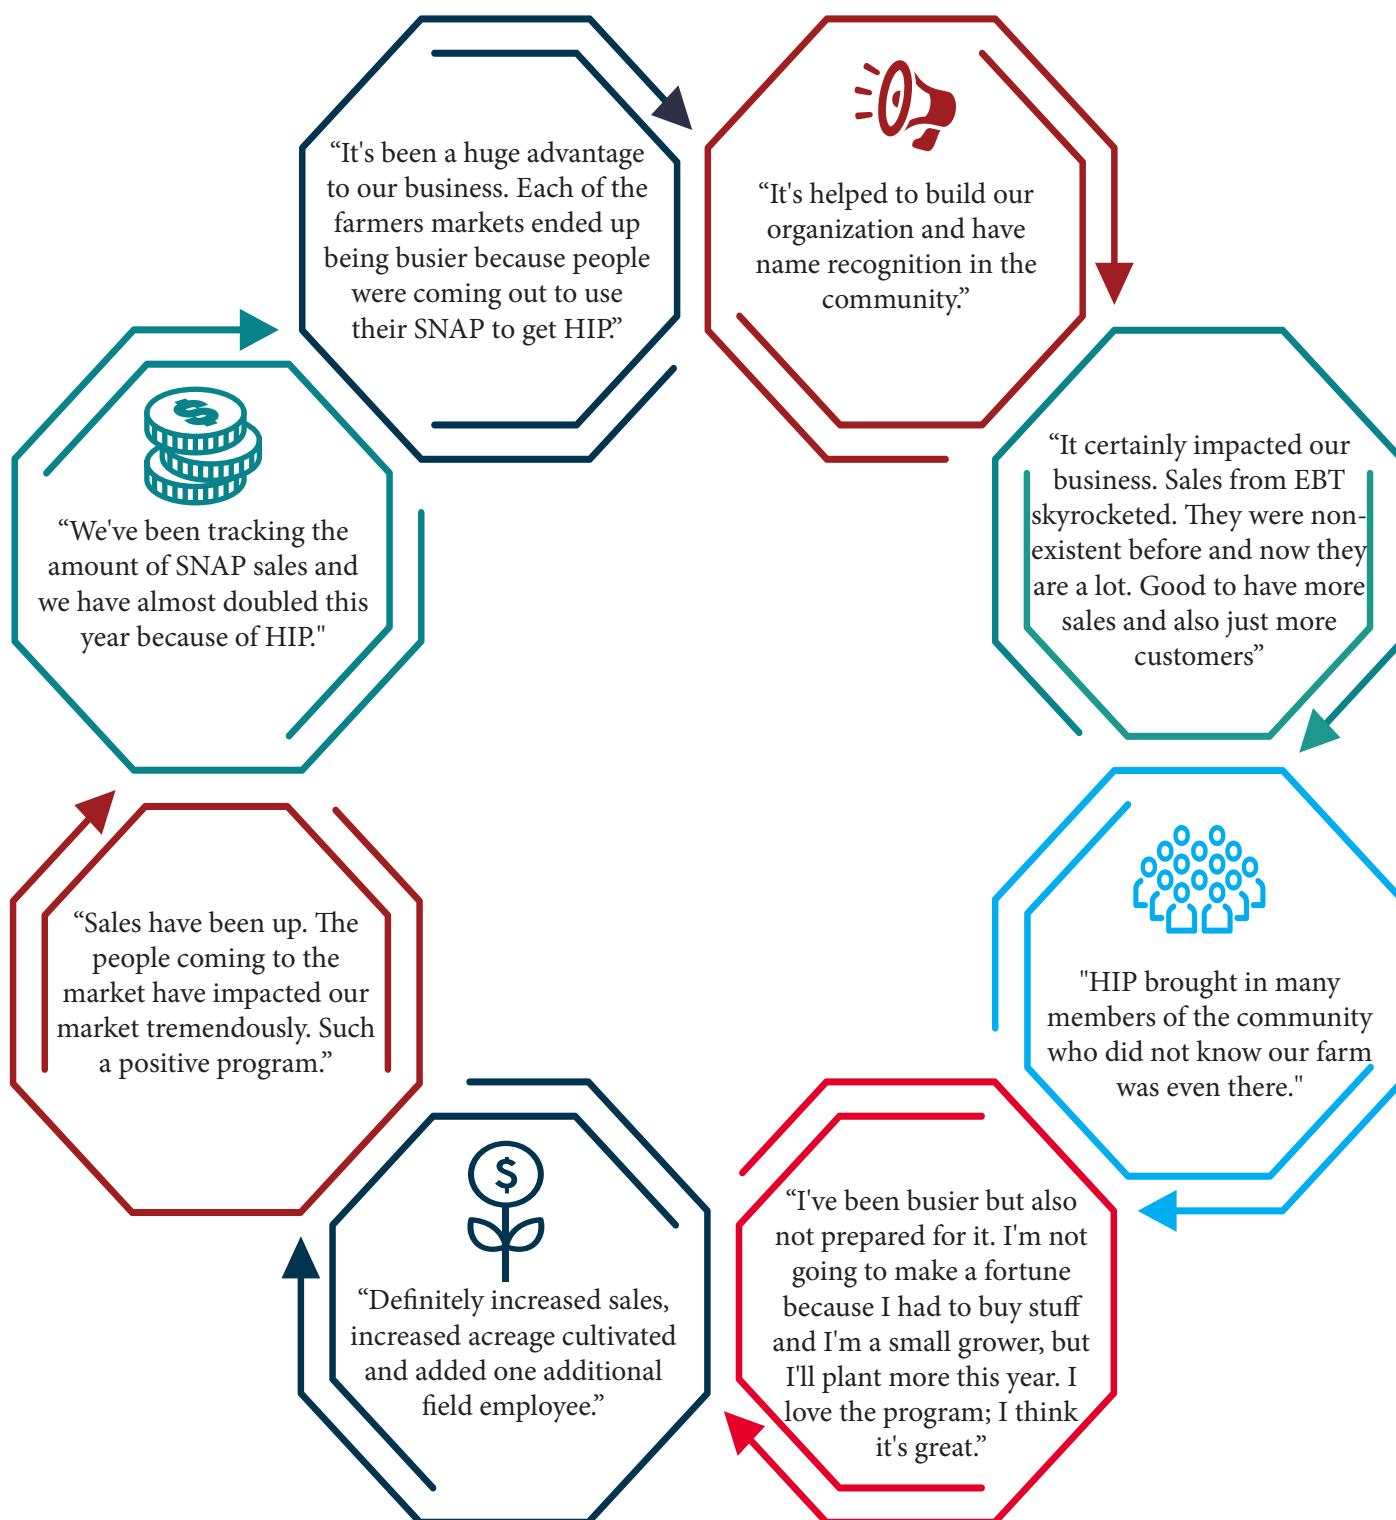 “It's been a huge advantage
to our business. Each of the
farmers markets ended up
being busier because people
were coming out to use
their SNAP to get HIP.”
“It's helped to build our
organization and have
name recognition in the
community.”
“It certainly impacted our
business. Sales from EBT
skyrocketed. They were non-
existent before and now they
are a lot. Good to have more
sales and also just more
customers”
"HIP brought in many
members of the community
who did not know our farm
was even there."
“I've been busier but also
not prepared for it. I'm not
going to make a fortune
because I had to buy stuff
and I'm a small grower, but
I'll plant more this year. I
love the program; I think
it's great.”
$
“Definitely increased sales,
increased acreage cultivated
and added one additional
field employee.”
“Sales have been up. The
people coming to the
market have impacted our
market tremendously. Such
a positive program.”
$
“We've been tracking the
amount of SNAP sales and
we have almost doubled this
year because of HIP."